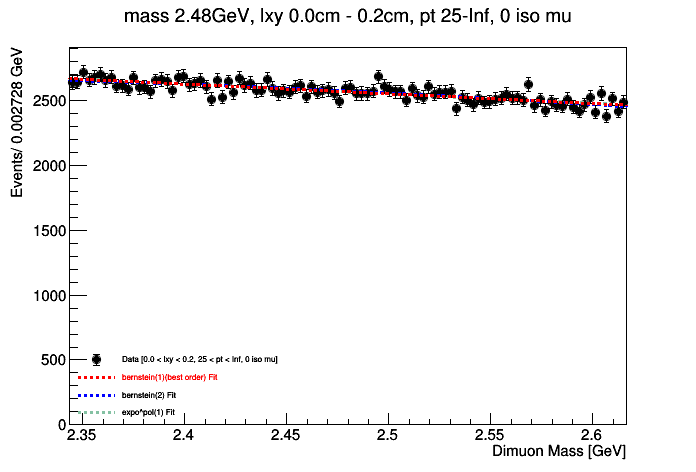 mass 2.48GeV, lxy 0.0cm - 0.2cm, pt 25-Inf, 0 iso mu
Events/ 0.002728 GeV
2500
2000
1500
1000
500
0
Data [0.0 < lxy < 0.2, 25 < pt < Inf, 0 iso mu]
bernstein(1)(best order) Fit
bernstein(2) Fit
expo*pol(1) Fit
2.35 2.4 2.45 2.5 2.55 2.6
Dimuon Mass [GeV]